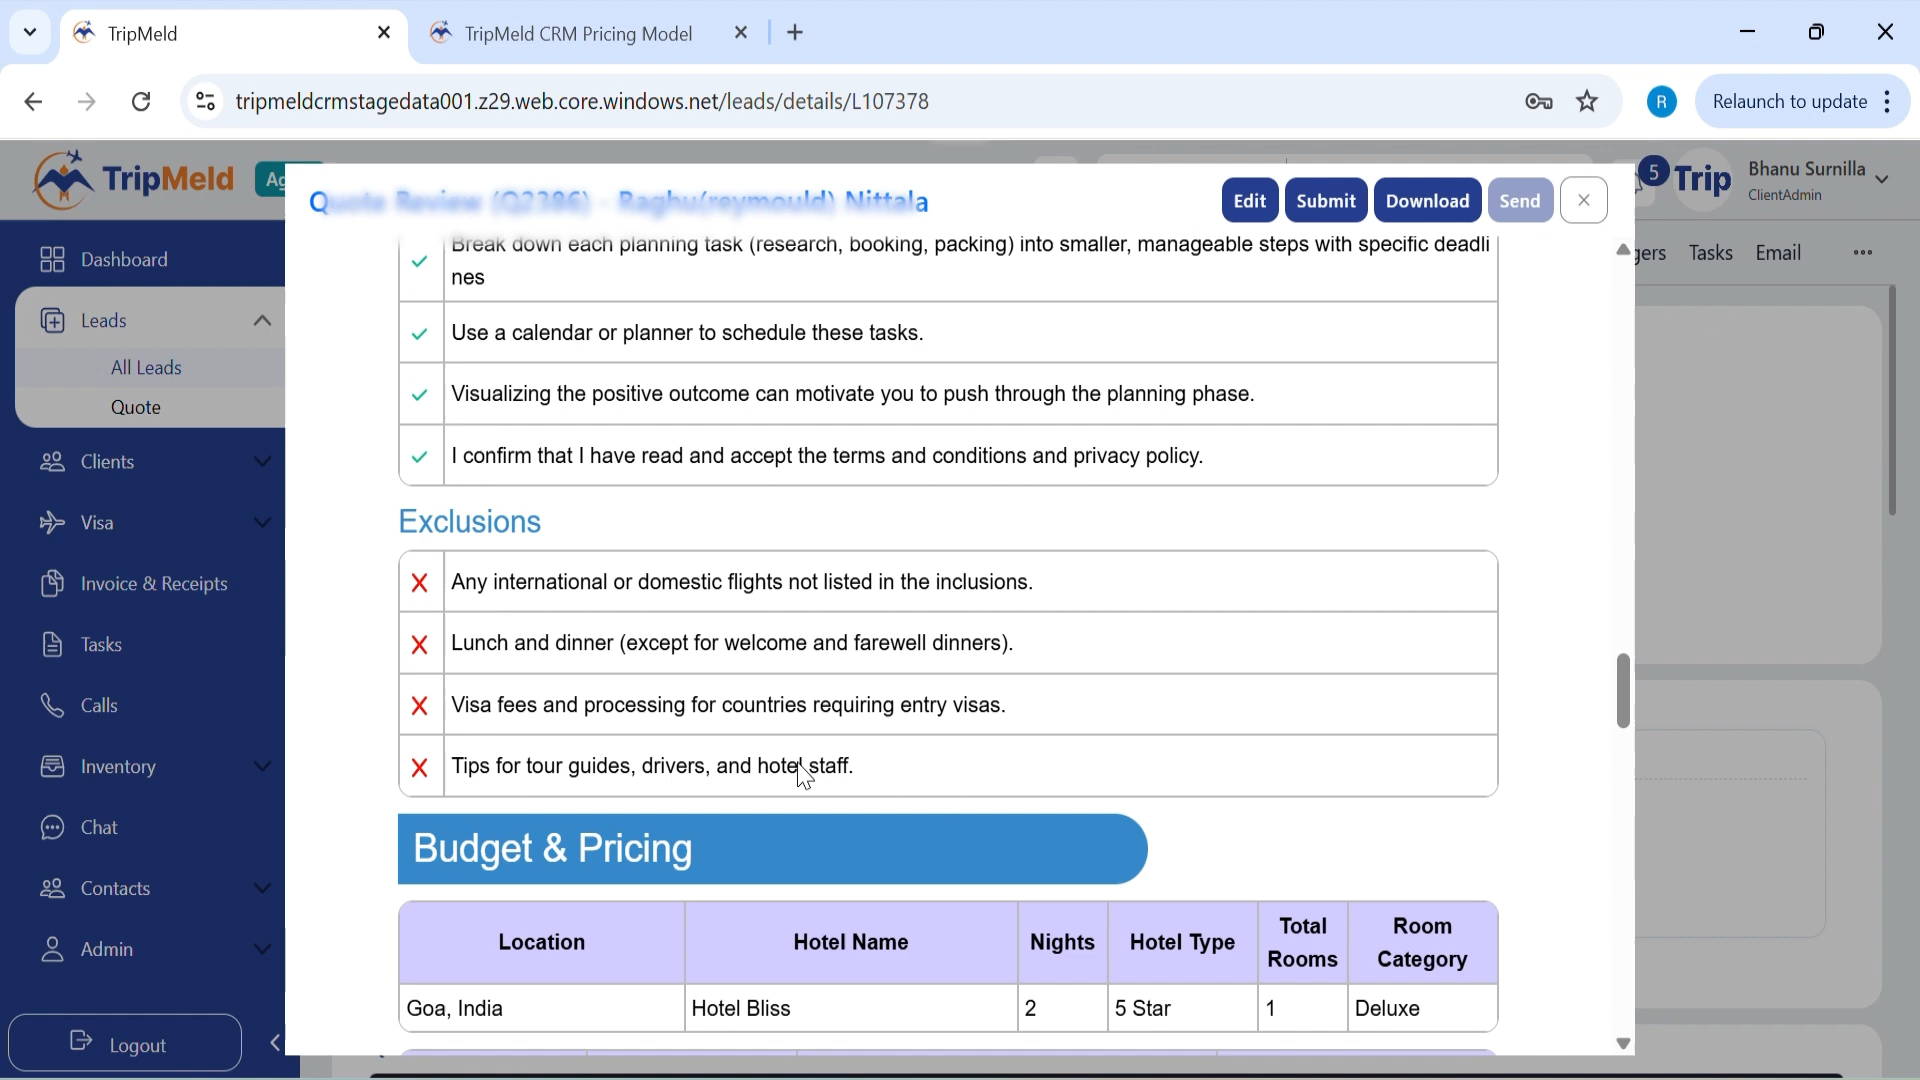 TripMeld
TripMeld CRM Pricing Model
tripmeldcrmstagedata001.z29.web.core.windows.net/leads/details/L107378
R
Relaunch to update
TripMeld
Ag
Quote Review (Q2386) - Raghu(reymould) Nittala
Edit
Submit
Download
Send
5
Trip
Bhanu Surnilla
ClientAdmin
gers
Tasks
Email
Dashboard
Leads
All Leads
Quote
Clients
Visa
Invoice & Receipts
Tasks
Calls
Inventory
Chat
Contacts
Admin
Logout
Break down each planning task (research, booking, packing) into smaller, manageable steps with specific deadli
nes
Use a calendar or planner to schedule these tasks.
Visualizing the positive outcome can motivate you to push through the planning phase.
I confirm that I have read and accept the terms and conditions and privacy policy.
Exclusions
Any international or domestic flights not listed in the inclusions.
Lunch and dinner (except for welcome and farewell dinners).
Visa fees and processing for countries requiring entry visas.
Tips for tour guides, drivers, and hotel staff.
Budget & Pricing
Location
Hotel Name
Nights
Hotel Type
Total
Rooms
Room
Category
Goa, India
Hotel Bliss
2
5 Star
1
Deluxe